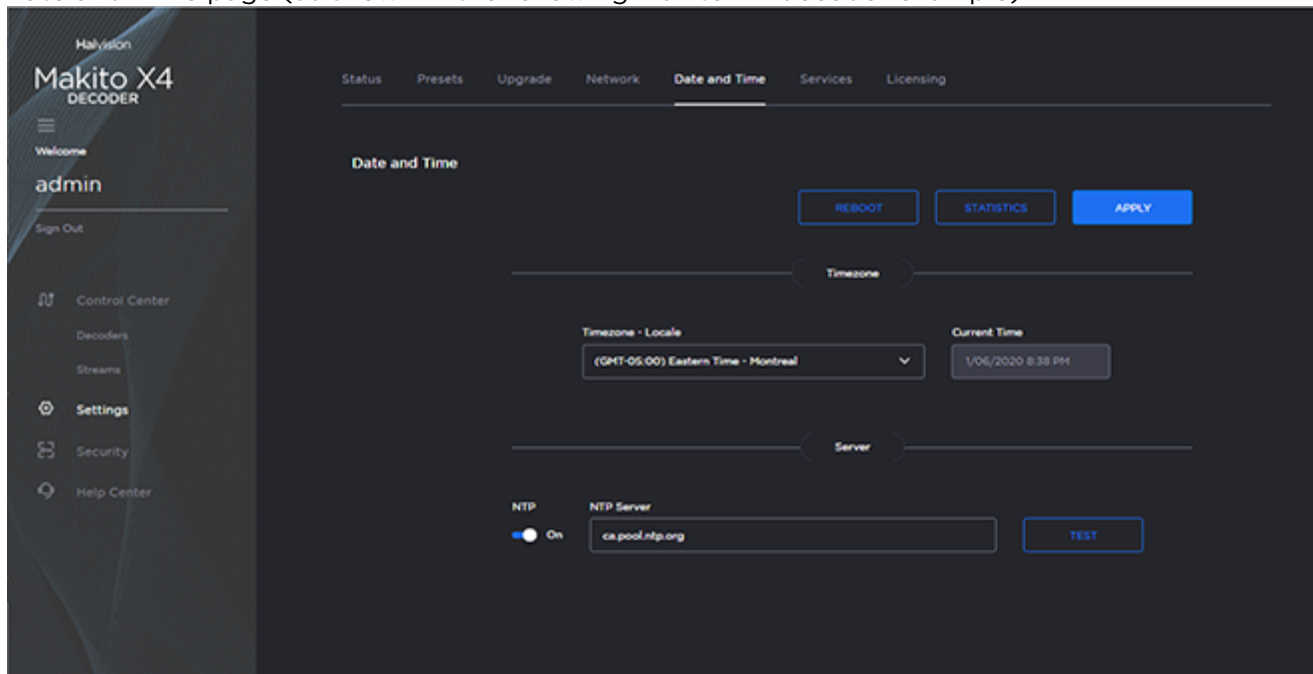 Halvision
Makito X4
DECODER
Welcome
admin
Sign Out
Control Center
Decoders
Streams
Settings
Security
Help Center
Status Presets Upgrade Network Date and Time Services Licensing
Date and Time
REBOOT STATISTICS APPLY
Timezone
Timezone - Locale Current Time
(GMT-05:00) Eastern Time - Montreal 1/06/2020 8:38 PM
Server
NTP NTP Server
On ca.pool.ntp.org TEST